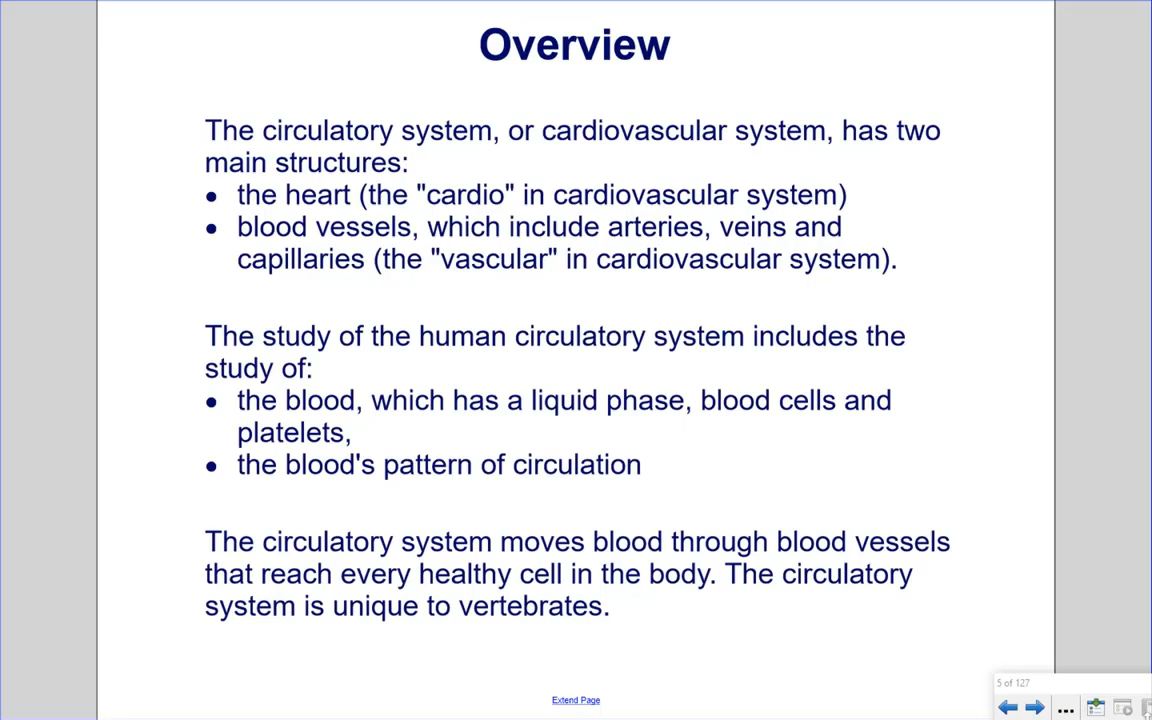 Overview
The circulatory system, or cardiovascular system, has two
main structures:
• the heart (the "cardio" in cardiovascular system)
• blood vessels, which include arteries, veins and
capillaries (the "vascular" in cardiovascular system).
The study of the human circulatory system includes the
study of:
• the blood, which has a liquid phase, blood cells and
platelets,
• the blood's pattern of circulation
The circulatory system moves blood through blood vessels
that reach every healthy cell in the body. The circulatory
system is unique to vertebrates.
5 of 127
Extend Page